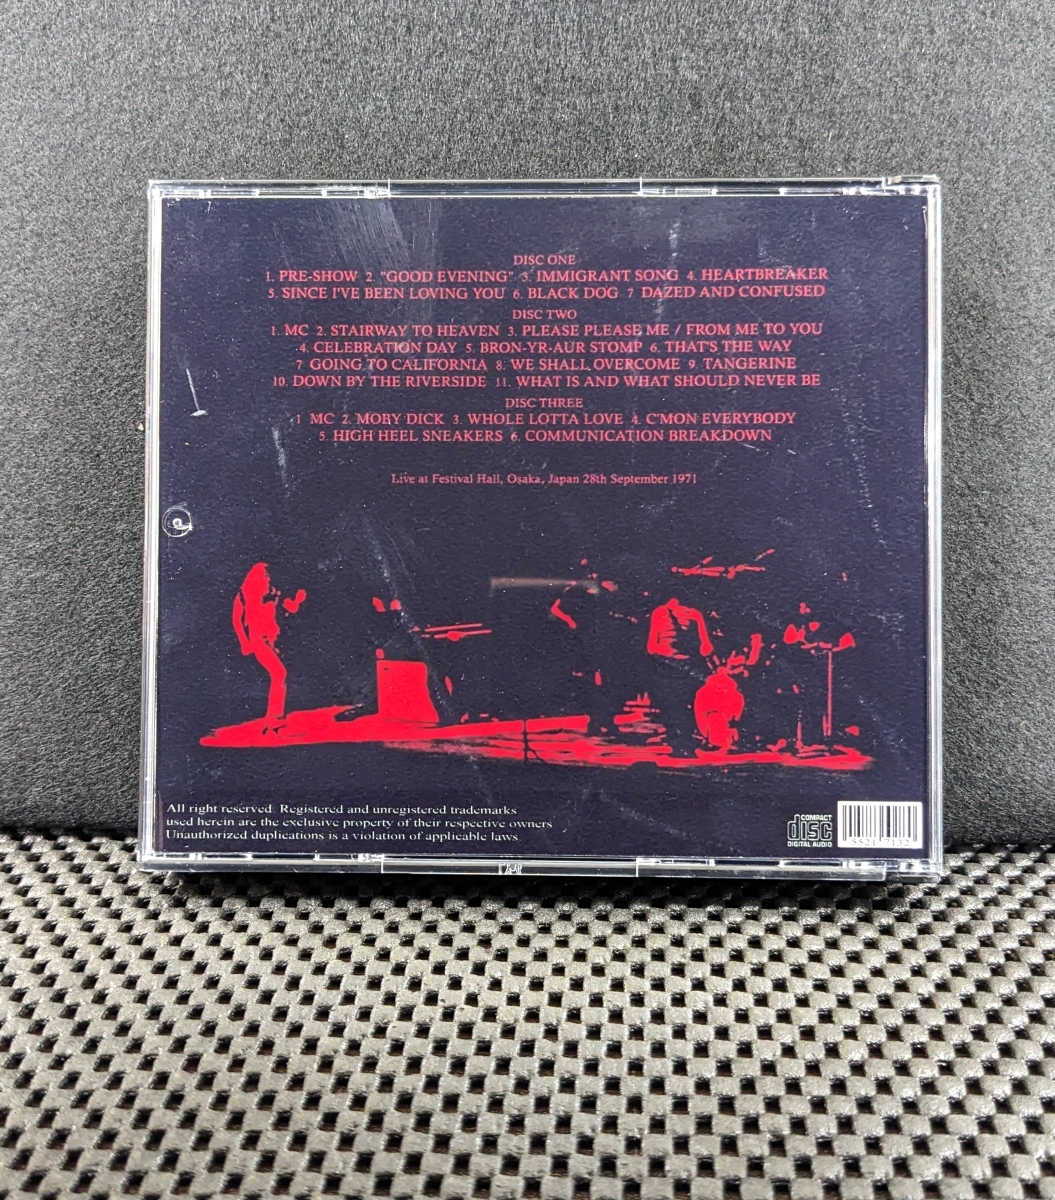 DISC ONE
1. PRE-SHOW 2. "GOOD EVENING" 3. IMMIGRANT SONG 4. HEARTBREAKER
5. SINCE I'VE BEEN LOVING YOU 6. BLACK DOG 7 DAZED AND CONFUSED
DISC TWO
1. MC 2. STAIRWAY TO HEAVEN 3. PLEASE PLEASE ME / FROM ME TO YOU
4. CELEBRATION DAY 5. BRON-YR-AUR STOMP 6. THAT'S THE WAY
7 GOING TO CALIFORNIA 8. WE SHALL OVERCOME 9. TANGERINE
10. DOWN BY THE RIVERSIDE 11. WHAT IS AND WHAT SHOULD NEVER BE
DISC THREE
1 MC 2. MOBY DICK 3. WHOLE LOTTA LOVE 4. C'MON EVERYBODY
5. HIGH HEEL SNEAKERS 6. COMMUNICATION BREAKDOWN
Live at Festival Hall, Osaka, Japan 28th September 1971
All right reserved. Registered and unregistered trademarks
used herein are the exclusive property of their respective owners
Unauthorized duplications is a violation of applicable laws.
COMPACT
disc
DIGITAL AUDIO